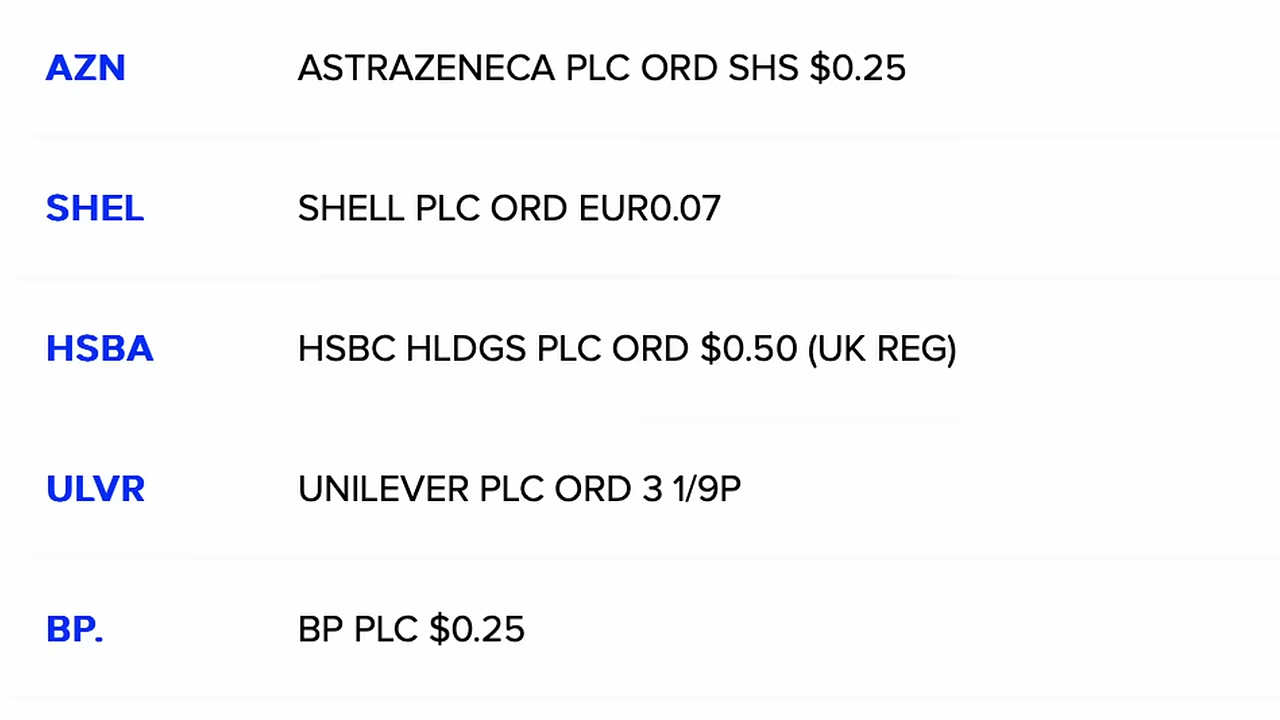 AZN ASTRAZENECA PLC ORD SHS $0.25
SHEL SHELL PLC ORD EUR0.07
HSBA HSBC HLDGS PLC ORD $0.50 (UK REG)
ULVR UNILEVER PLC ORD 3 1/9P
BP. BP PLC $0.25